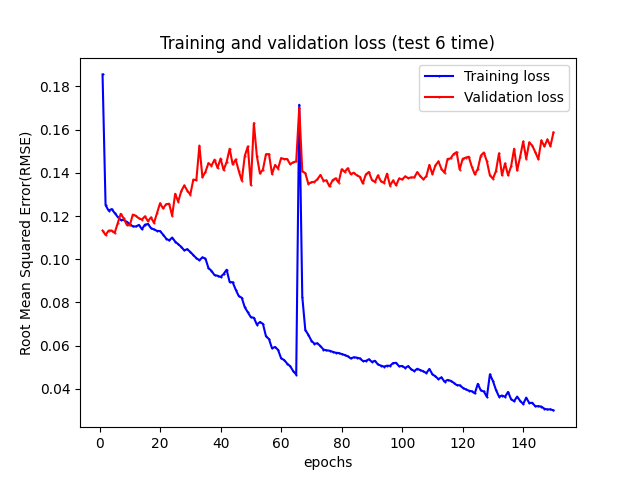 Training and validation loss (test 6 time)
Training loss
Validation loss
Root Mean Squared Error(RMSE)
0.18
0.16
0.14
0.12
0.10
0.08
0.06
0.04
0 20 40 60 80 100 120 140
epochs